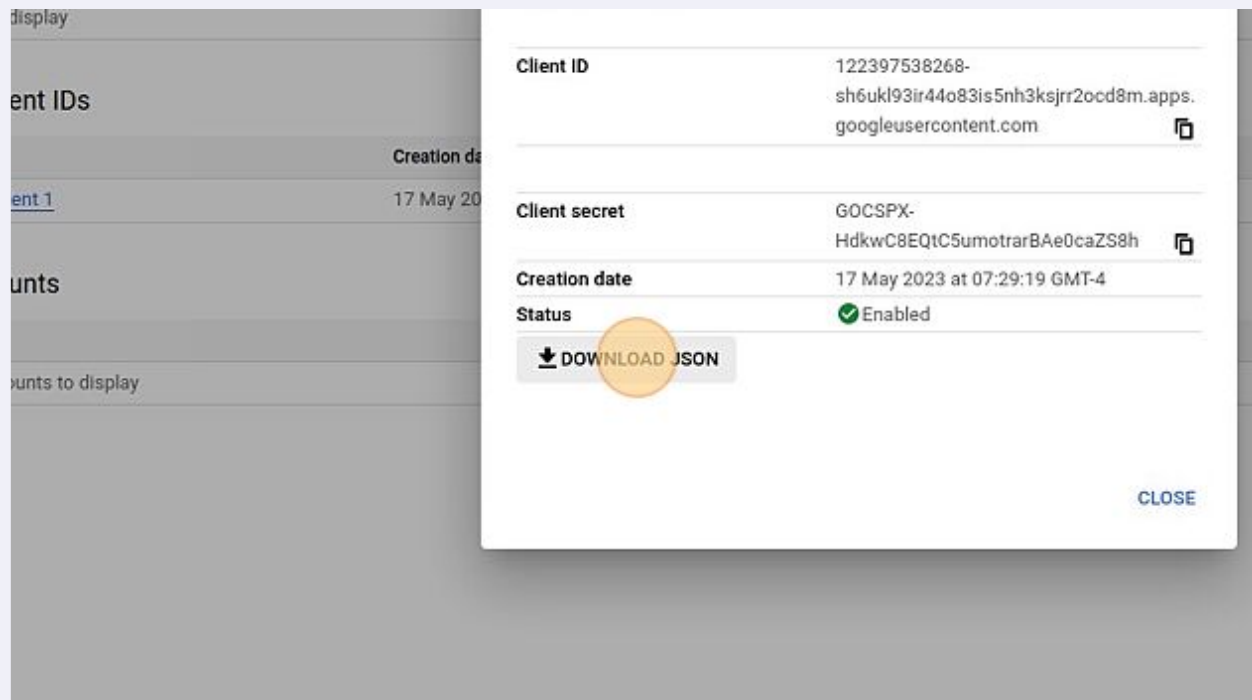 display
ent IDs
Creation da
ent 1
17 May 20
unts
ounts to display
Client ID
122397538268-
sh6ukl93ir44o83is5nh3ksjrr2ocd8m.apps.
googleusercontent.com
Client secret
GOCSPX-
HdkwC8EQtC5umotrarBAe0caZS8h
Creation date
17 May 2023 at 07:29:19 GMT-4
Status
Enabled
DOWNLOAD JSON
CLOSE